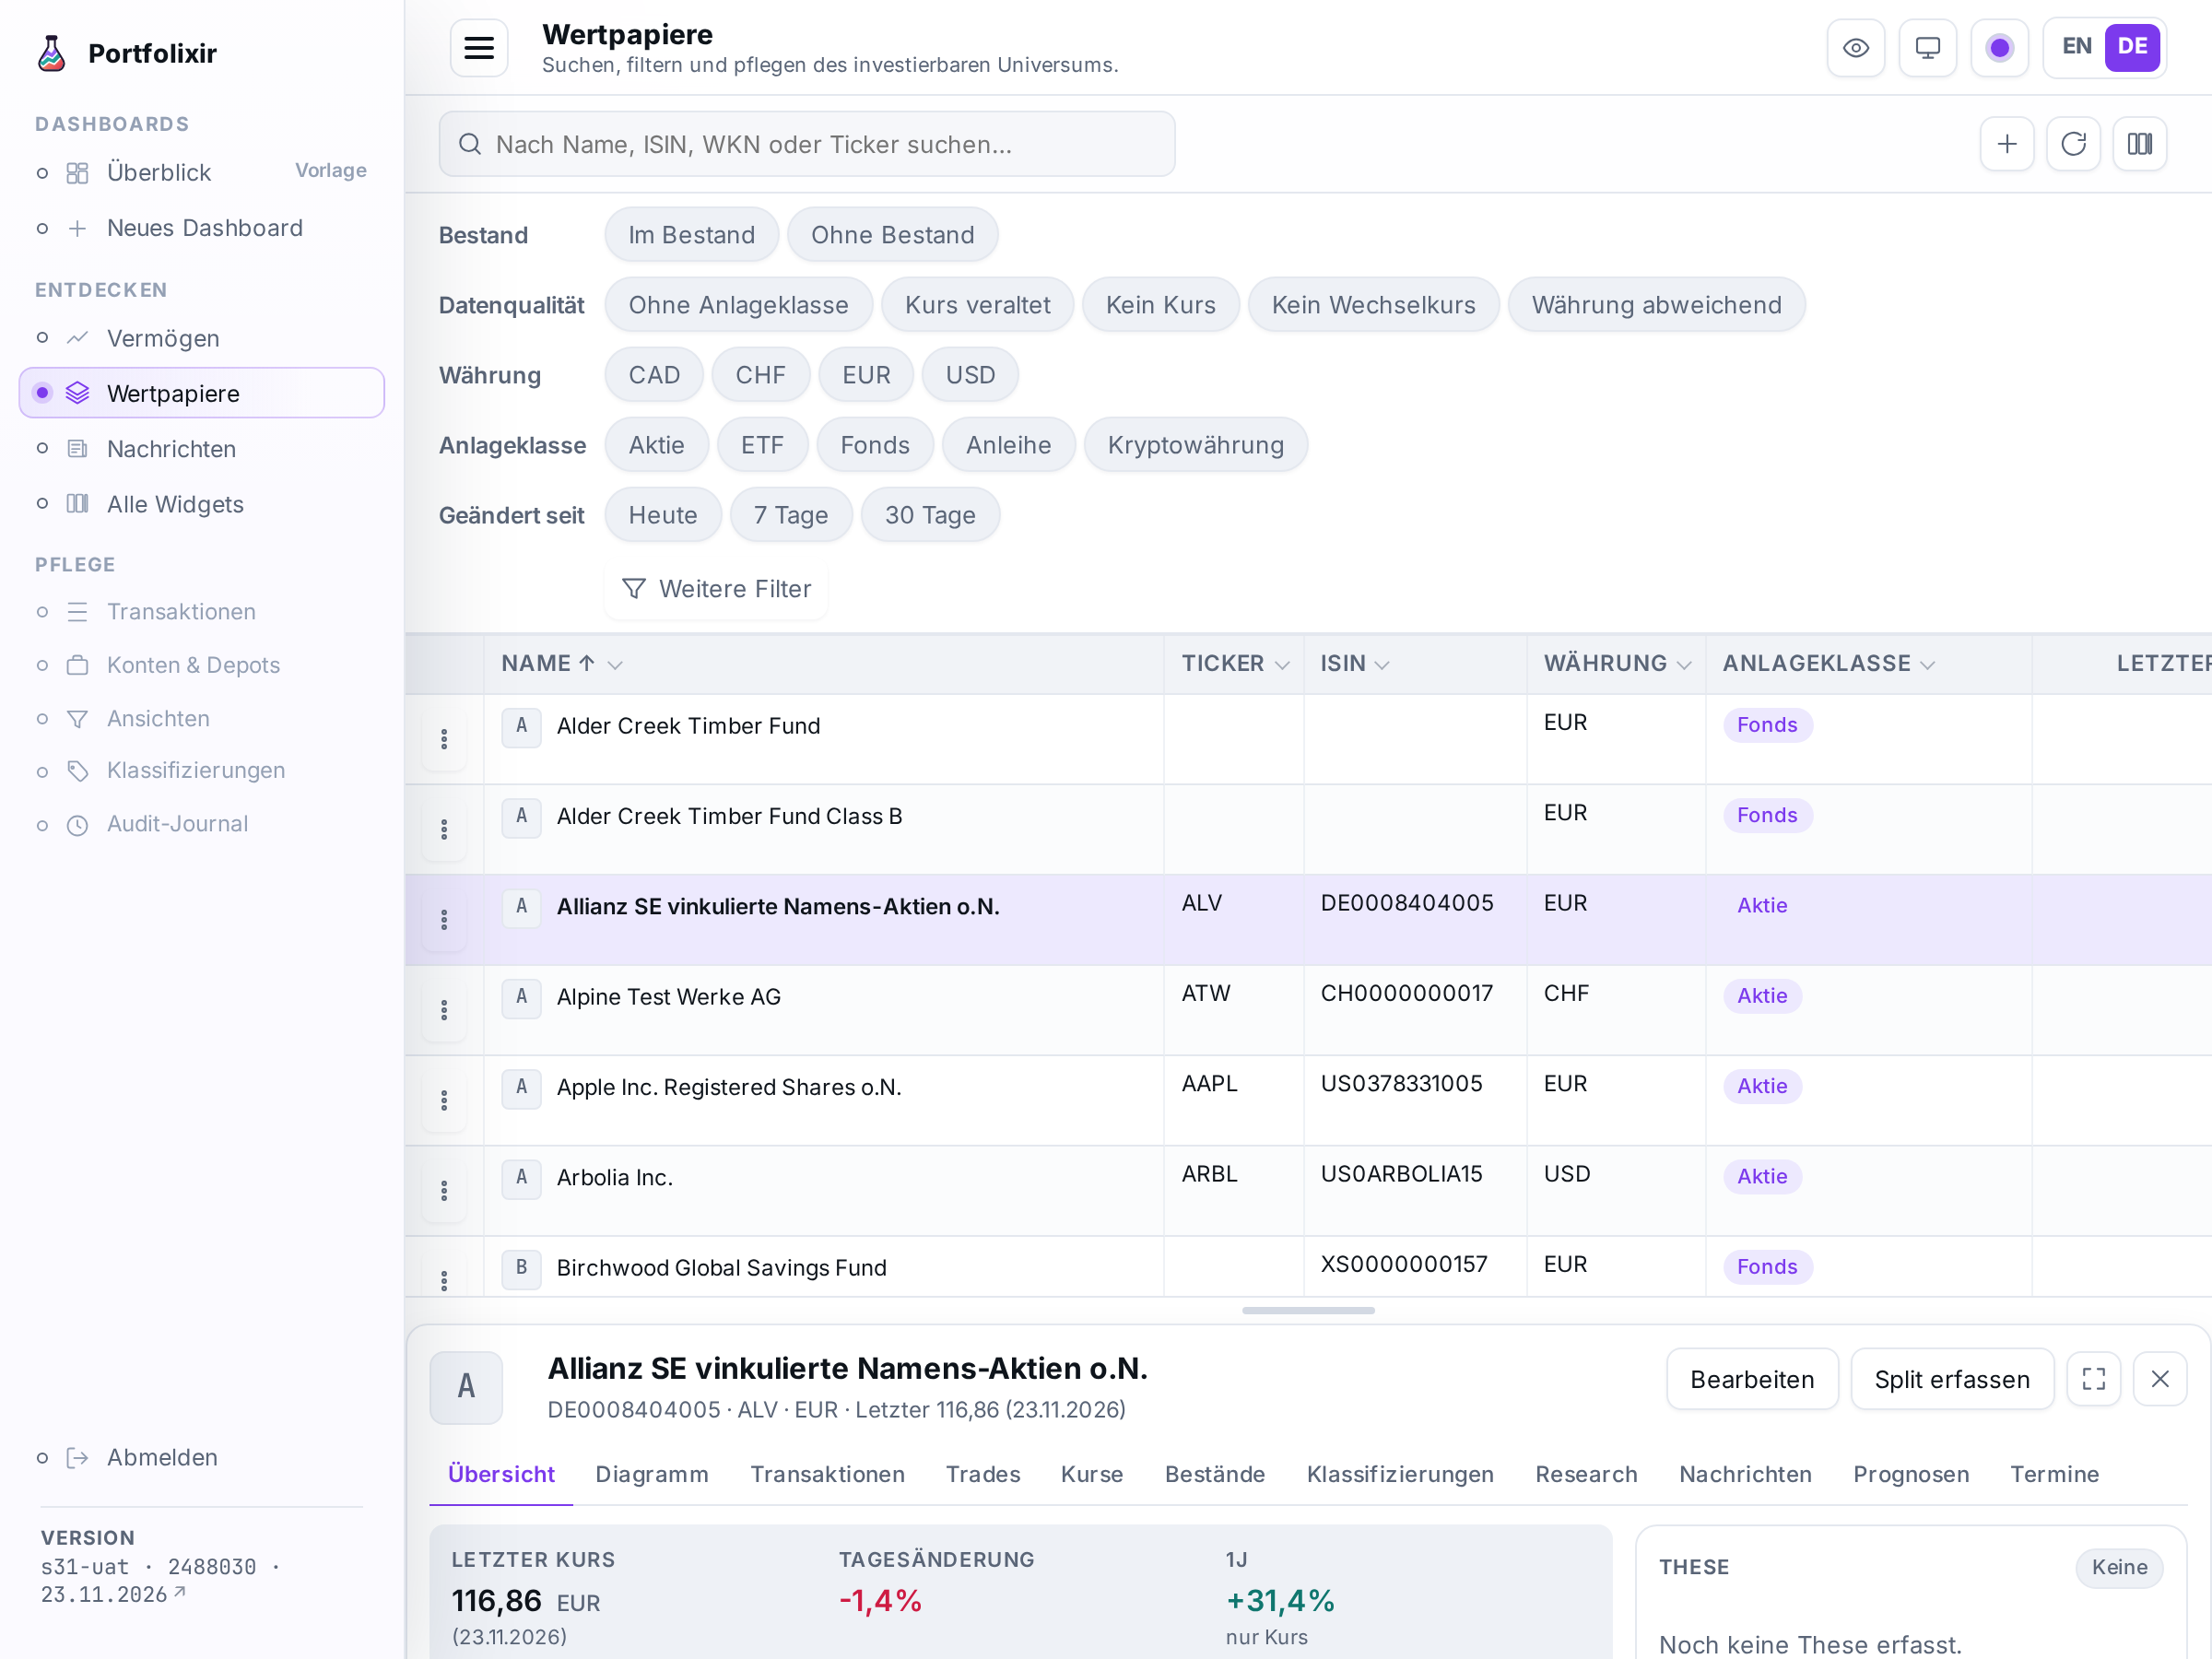 Portfolixir
DASHBOARDS
Überblick Vorlage
Neues Dashboard
ENTDECKEN
Vermögen
Wertpapiere
Nachrichten
Alle Widgets
PFLEGE
Transaktionen
Konten & Depots
Ansichten
Klassifizierungen
Audit-Journal
Abmelden
VERSION
s31-uat · 2488030 ·
23.11.2026
Wertpapiere
Suchen, filtern und pflegen des investierbaren Universums.
EN DE
Nach Name, ISIN, WKN oder Ticker suchen...
Bestand Im Bestand Ohne Bestand
Datenqualität Ohne Anlageklasse Kurs veraltet Kein Kurs Kein Wechselkurs Währung abweichend
Währung CAD CHF EUR USD
Anlageklasse Aktie ETF Fonds Anleihe Kryptowährung
Geändert seit Heute 7 Tage 30 Tage
Weitere Filter
NAME ↑ TICKER ISIN WÄHRUNG ANLAGEKLASSE LETZTER
A Alder Creek Timber Fund EUR Fonds
A Alder Creek Timber Fund Class B EUR Fonds
A Allianz SE vinkulierte Namens-Aktien o.N. ALV DE0008404005 EUR Aktie
A Alpine Test Werke AG ATW CH0000000017 CHF Aktie
A Apple Inc. Registered Shares o.N. AAPL US0378331005 EUR Aktie
A Arbolia Inc. ARBL US0ARBOLIA15 USD Aktie
B Birchwood Global Savings Fund XS0000000157 EUR Fonds
A
Allianz SE vinkulierte Namens-Aktien o.N.
DE0008404005 · ALV · EUR · Letzter 116,86 (23.11.2026)
Bearbeiten Split erfassen
Übersicht Diagramm Transaktionen Trades Kurse Bestände Klassifizierungen Research Nachrichten Prognosen Termine
LETZTER KURS TAGESÄNDERUNG 1J
116,86 EUR -1,4% +31,4%
(23.11.2026) nur Kurs
THESE Keine
Noch keine These erfasst.